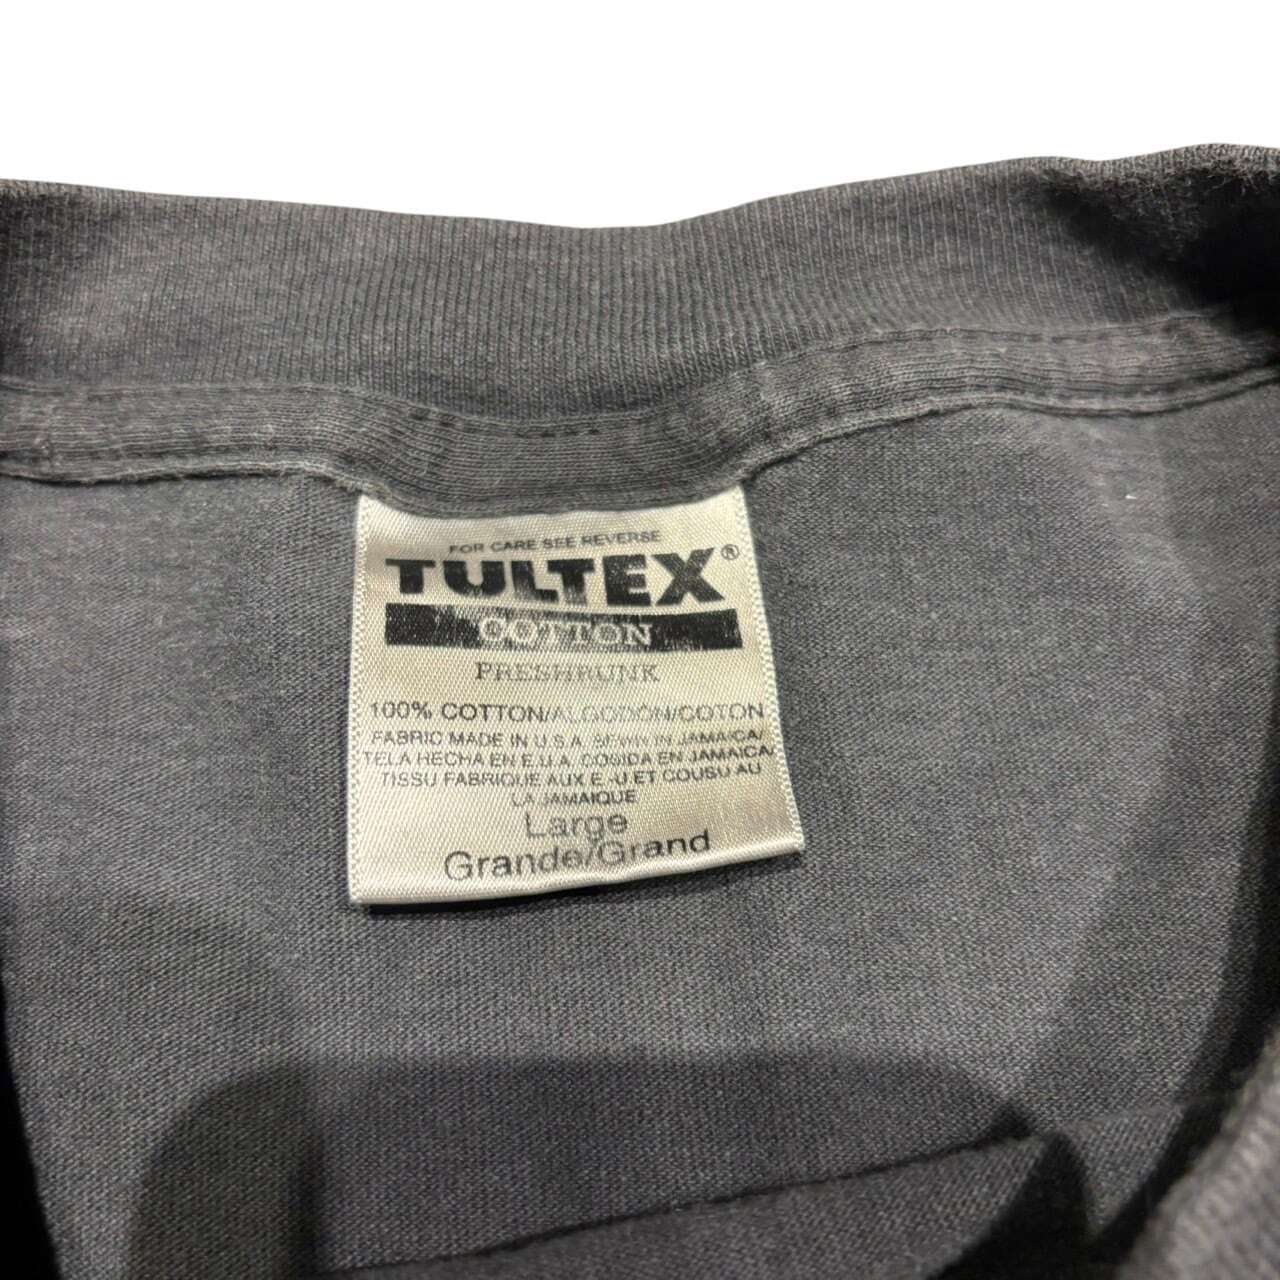 FOR CARE SEE REVERSE
TULTEX®
COTTON
PRESHRUNK
100% COTTON/ALGODÓN/COTON
FABRIC MADE IN U.S.A. SEWN IN JAMAICA/
TELA HECHA EN E.U.A. COSIDA EN JAMAICA/
TISSU FABRIQUE AUX E.-U. ET COUSU AU
LA JAMAIQUE
Large
Grande/Grand